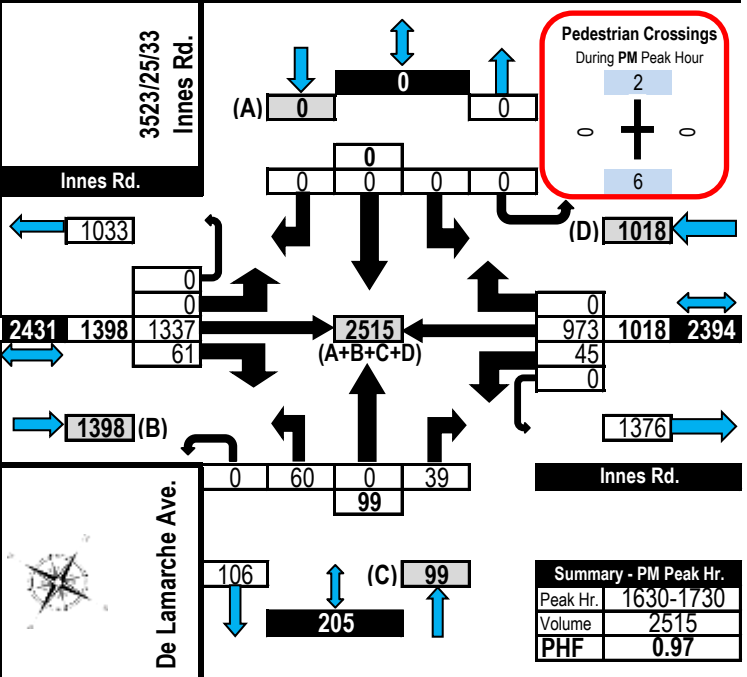 3523/25/33
Innes Rd.
Innes Rd.
0
(A) 0 0
Pedestrian Crossings
During PM Peak Hour
2
0 0
6
0
0 0 0 0
1033
(D) 1018
0
0
2431 1398 1337
61
2515
(A+B+C+D)
0
973 1018 2394
45
0
1398 (B)
1376
0 60 0 39
99
Innes Rd.
De Lamarche Ave.
106 (C) 99
205
Summary - PM Peak Hr.
Peak Hr. 1630-1730
Volume 2515
PHF 0.97